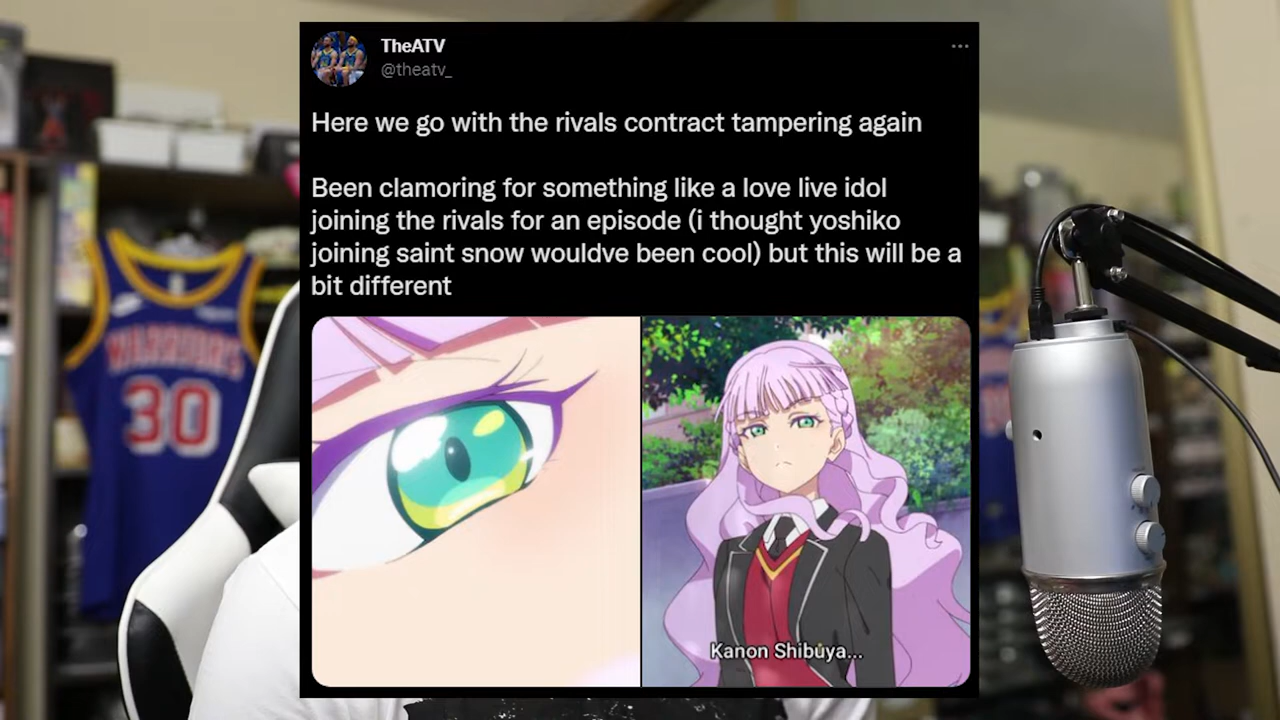 TheATV
@theatv_
Here we go with the rivals contract tampering again
Been clamoring for something like a love live idol
joining the rivals for an episode (i thought yoshiko
joining saint snow wouldve been cool) but this will be a
bit different
Kanon Shibuya...
WARRIORS
30